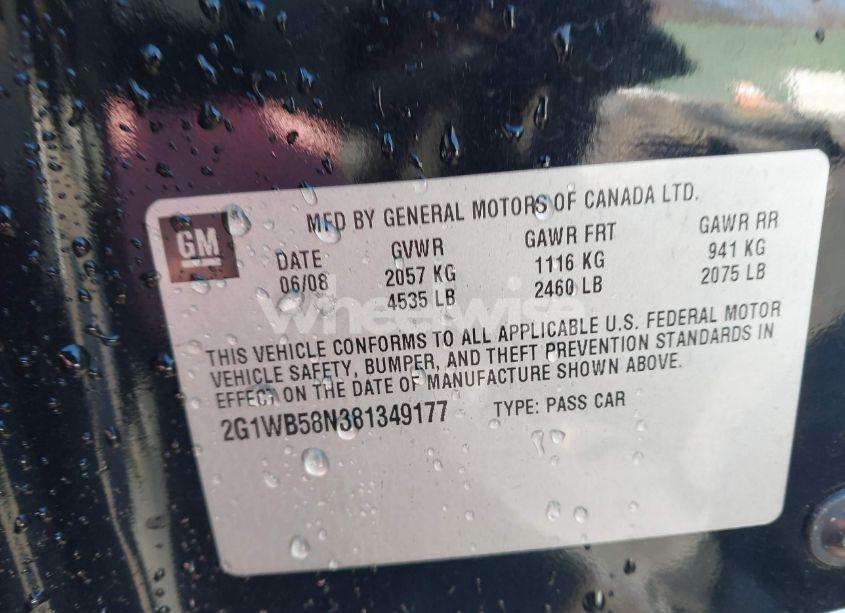 MFD BY GENERAL MOTORS OF CANADA LTD.
GM
DATE GVWR GAWR FRT GAWR RR
06/08 2057 KG 1116 KG 941 KG
4535 LB 2460 LB 2075 LB
wheelwise
THIS VEHICLE CONFORMS TO ALL APPLICABLE U.S. FEDERAL MOTOR
VEHICLE SAFETY, BUMPER, AND THEFT PREVENTION STANDARDS IN
EFFECT ON THE DATE OF MANUFACTURE SHOWN ABOVE.
2G1WB58N381349177 TYPE: PASS CAR